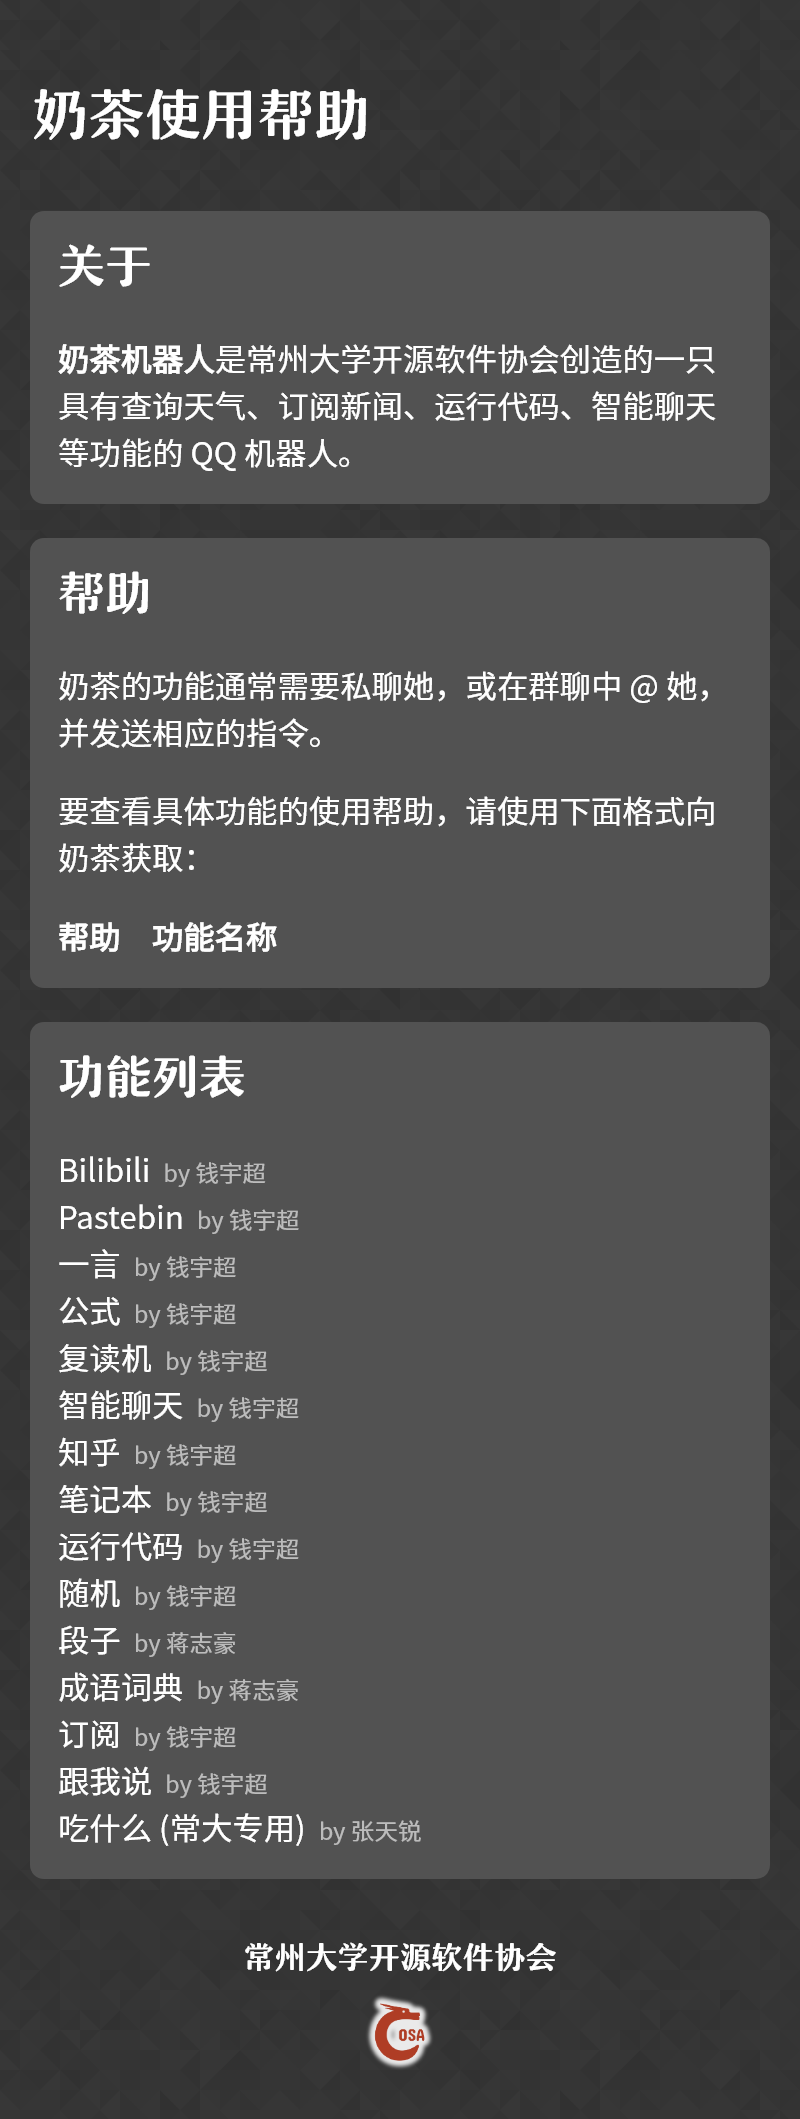 奶茶使用帮助
关于
奶茶机器人是常州大学开源软件协会创造的一只
具有查询天气、订阅新闻、运行代码、智能聊天
等功能的 QQ 机器人。
帮助
奶茶的功能通常需要私聊她，或在群聊中 @ 她，
并发送相应的指令。
要查看具体功能的使用帮助，请使用下面格式向
奶茶获取：
帮助　功能名称
功能列表
Bilibili by 钱宇超
Pastebin by 钱宇超
一言 by 钱宇超
公式 by 钱宇超
复读机 by 钱宇超
智能聊天 by 钱宇超
知乎 by 钱宇超
笔记本 by 钱宇超
运行代码 by 钱宇超
随机 by 钱宇超
段子 by 蒋志豪
成语词典 by 蒋志豪
订阅 by 钱宇超
跟我说 by 钱宇超
吃什么 (常大专用) by 张天锐
常州大学开源软件协会
OSA